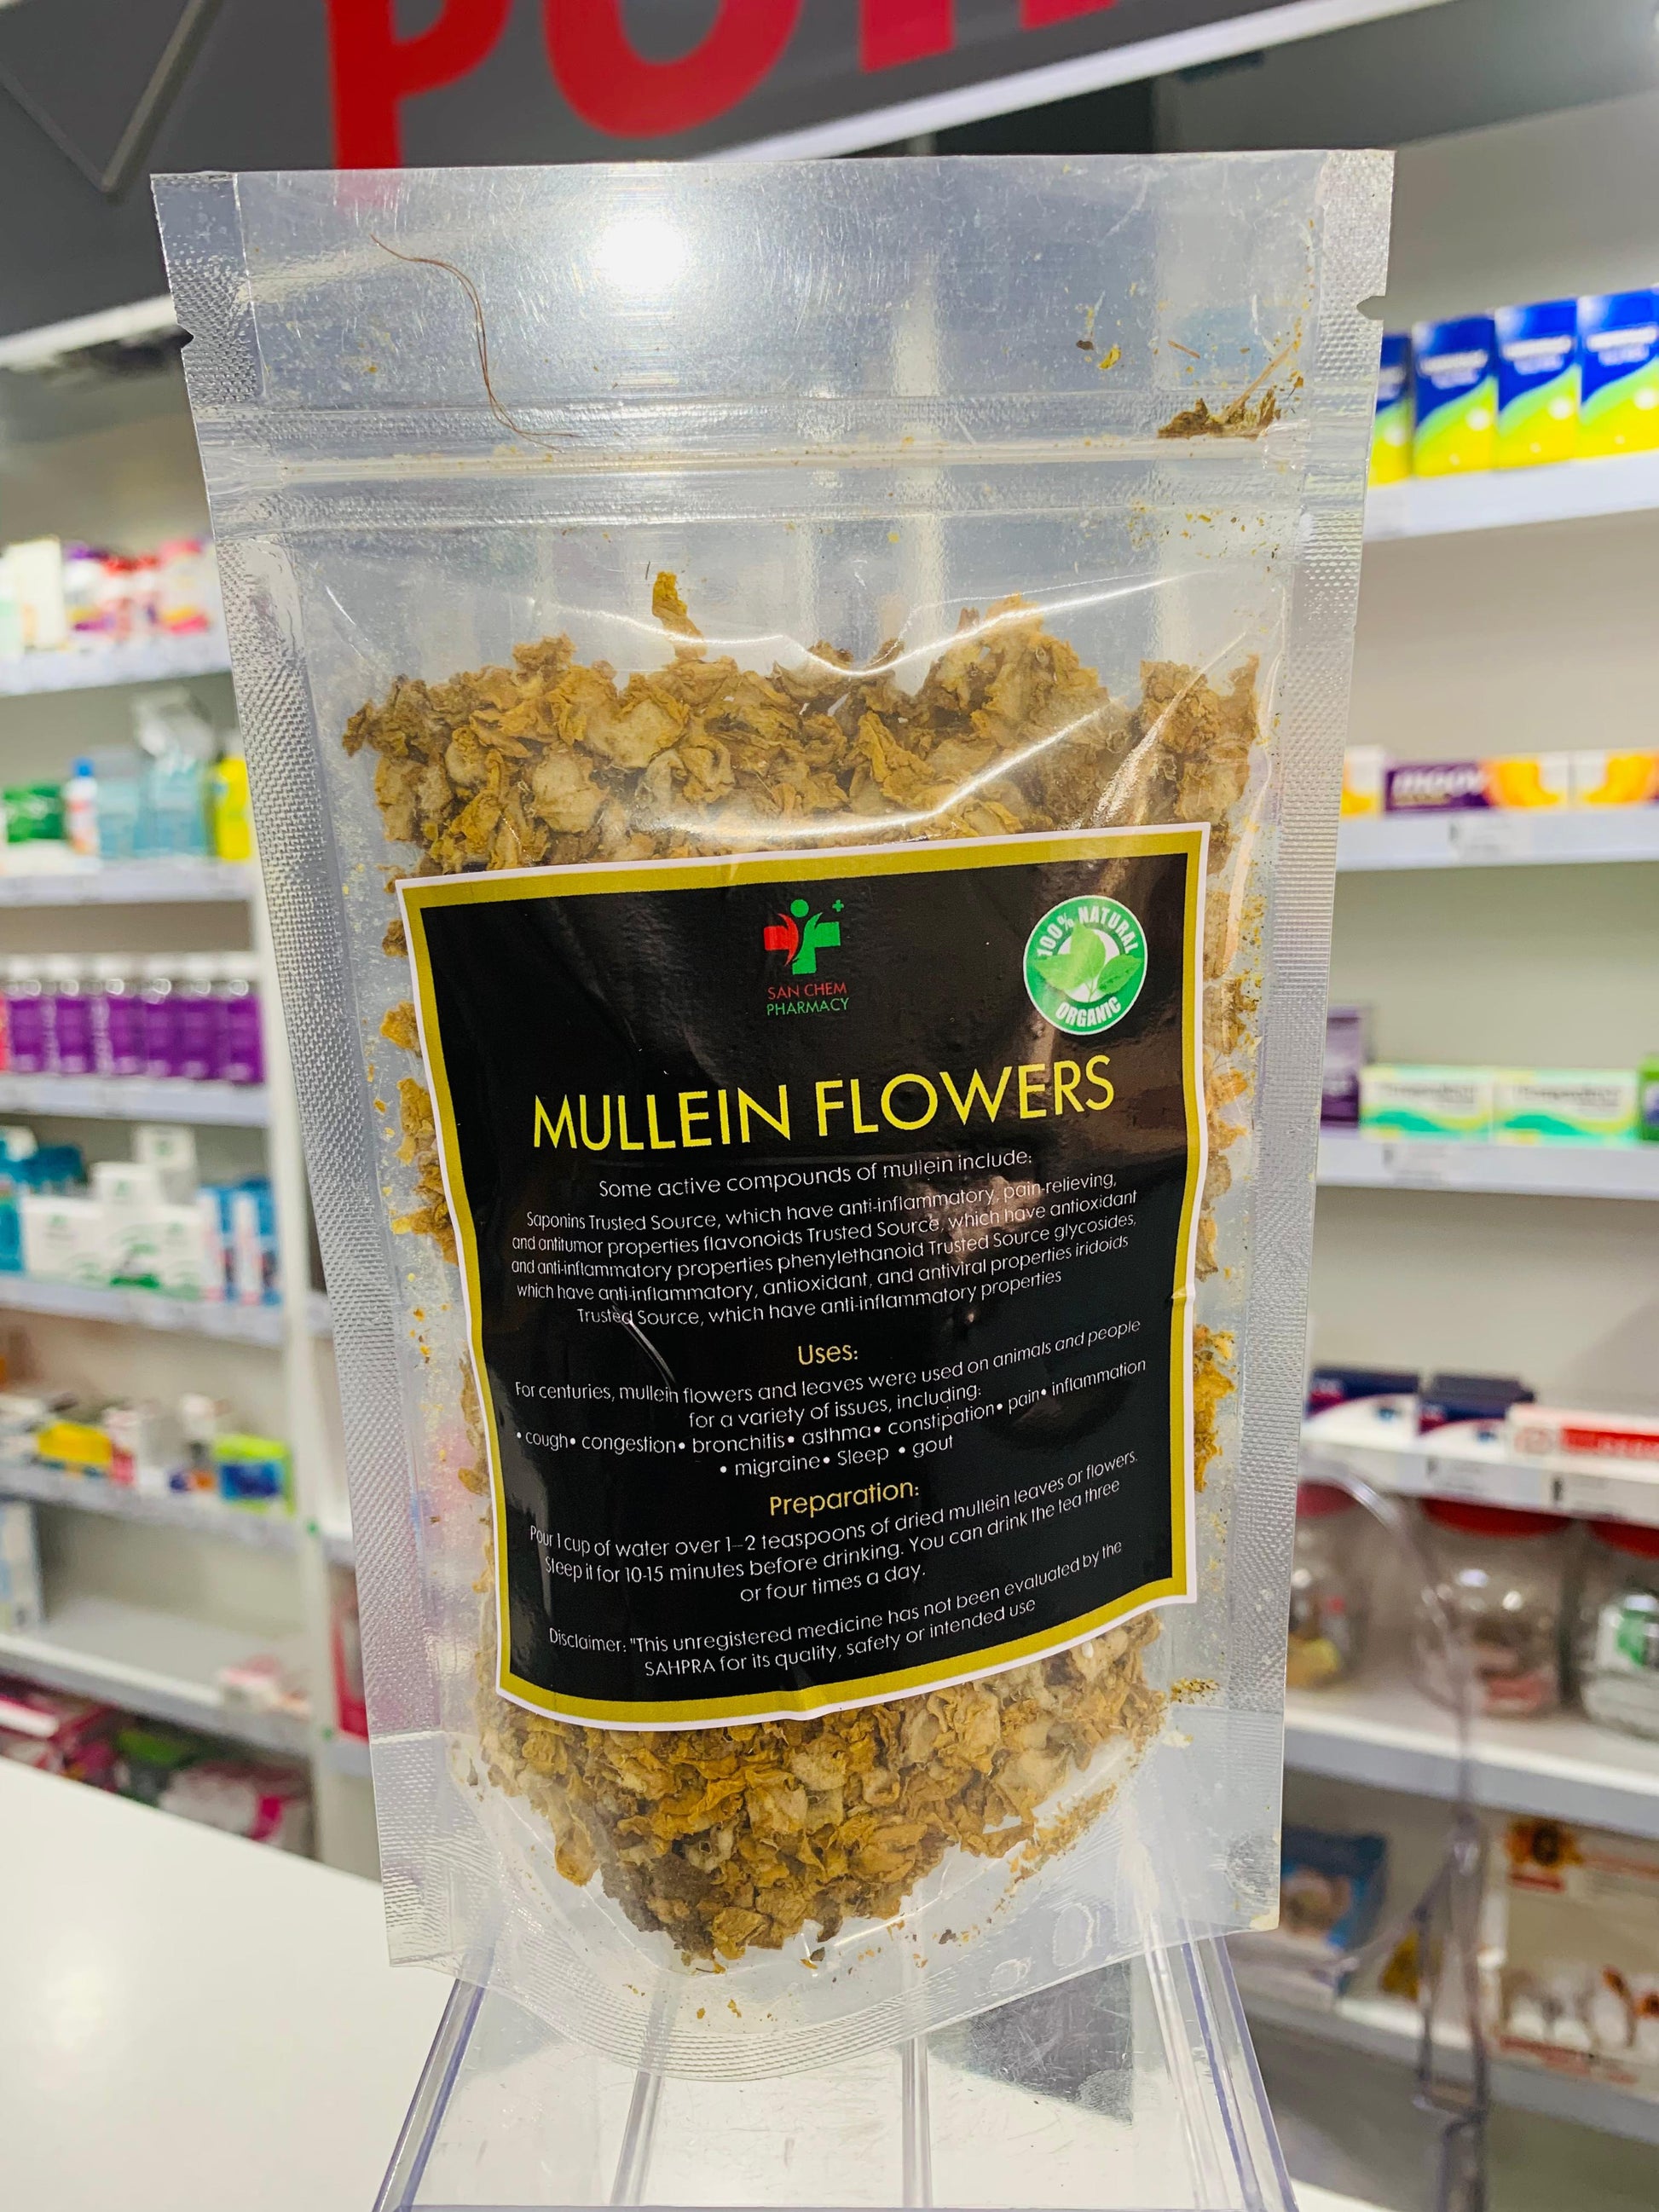 SAN CHEM
PHARMACY
100% NATURAL
ORGANIC
MULLEIN FLOWERS
Some active compounds of mullein include:
Saponins Trusted Source, which have anti-inflammatory, pain-relieving,
and antitumor properties flavonoids Trusted Source, which have antioxidant
and anti-inflammatory properties phenylethanoid Trusted Source glycosides,
which have anti-inflammatory, antioxidant, and antiviral properties iridoids
Trusted Source, which have anti-inflammatory properties
Uses:
For centuries, mullein flowers and leaves were used on animals and people
for a variety of issues, including:
• cough• congestion• bronchitis• asthma• constipation• pain• inflammation
• migraine• Sleep • gout
Preparation:
Pour 1 cup of water over 1–2 teaspoons of dried mullein leaves or flowers.
Steep it for 10-15 minutes before drinking. You can drink the tea three
or four times a day.
Disclaimer: "This unregistered medicine has not been evaluated by the
SAHPRA for its quality, safety or intended use
moov